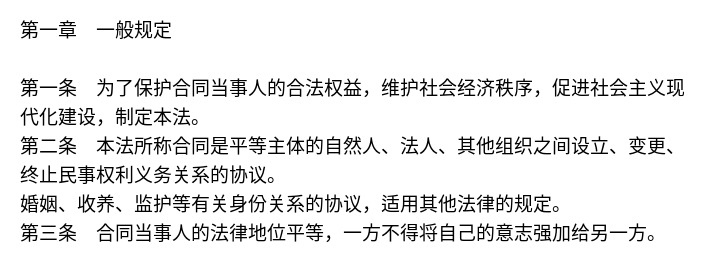 第一章　一般规定
第一条　为了保护合同当事人的合法权益，维护社会经济秩序，促进社会主义现
代化建设，制定本法。
第二条　本法所称合同是平等主体的自然人、法人、其他组织之间设立、变更、
终止民事权利义务关系的协议。
婚姻、收养、监护等有关身份关系的协议，适用其他法律的规定。
第三条　合同当事人的法律地位平等，一方不得将自己的意志强加给另一方。